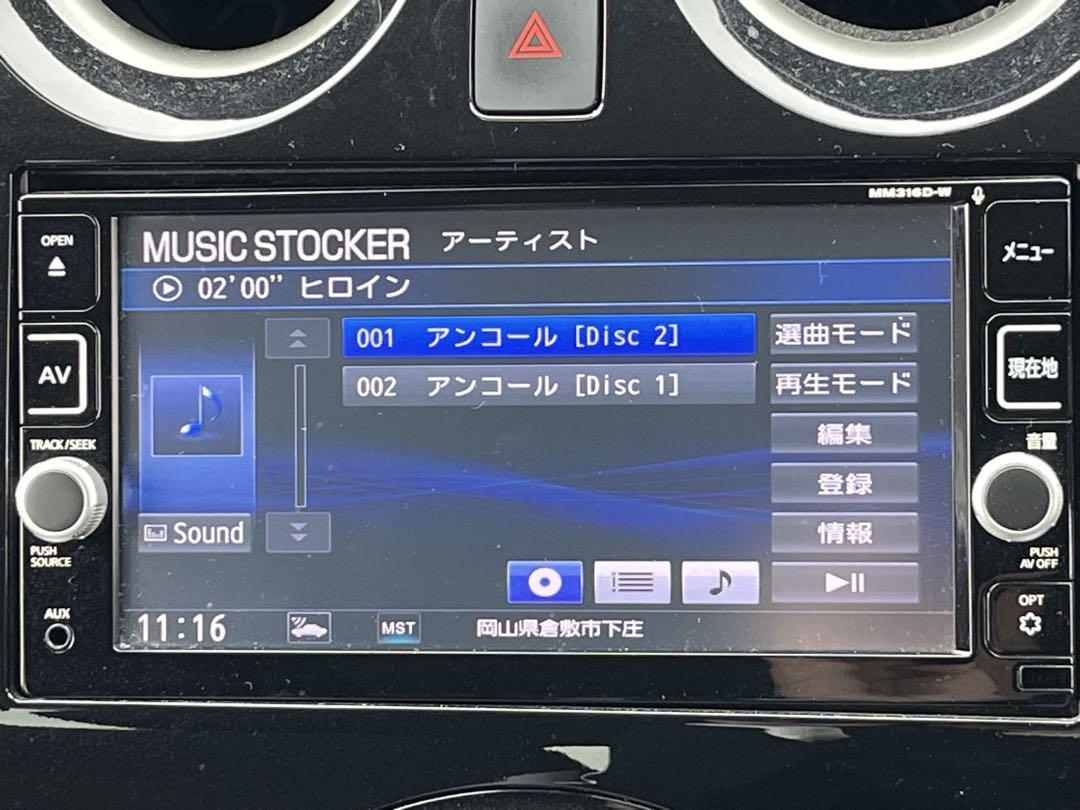 MM316D-W
OPEN
AV
TRACK/SEEK
PUSH
SOURCE
AUX
MUSIC STOCKER アーティスト
02'00" ヒロイン
001 アンコール [Disc 2]
002 アンコール [Disc 1]
選曲モード
再生モード
編集
登録
情報
Sound
11:16 MST 岡山県倉敷市下庄
メニュー
現在地
音量
PUSH
AV OFF
OPT